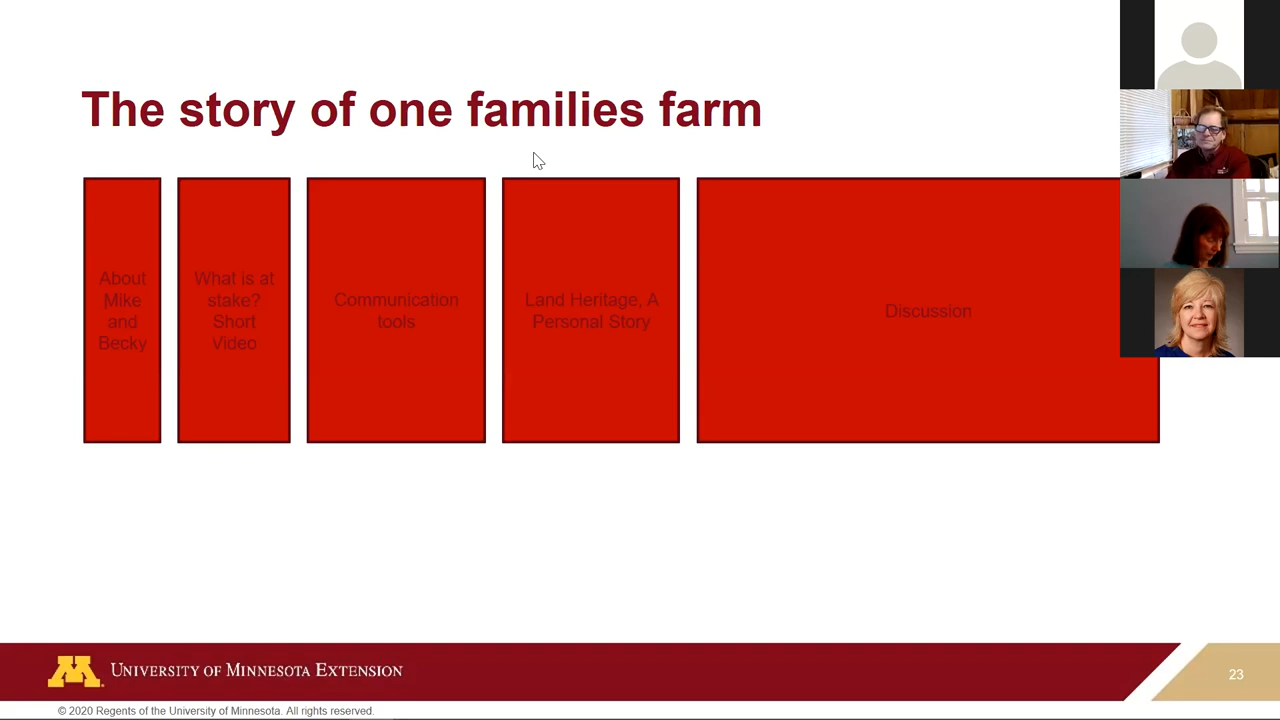 The story of one families farm
About
Mike
and
Becky
What is at
stake?
Short
Video
Communication
tools
Land Heritage, A
Personal Story
Discussion
UNIVERSITY OF MINNESOTA EXTENSION
23
© 2020 Regents of the University of Minnesota. All rights reserved.